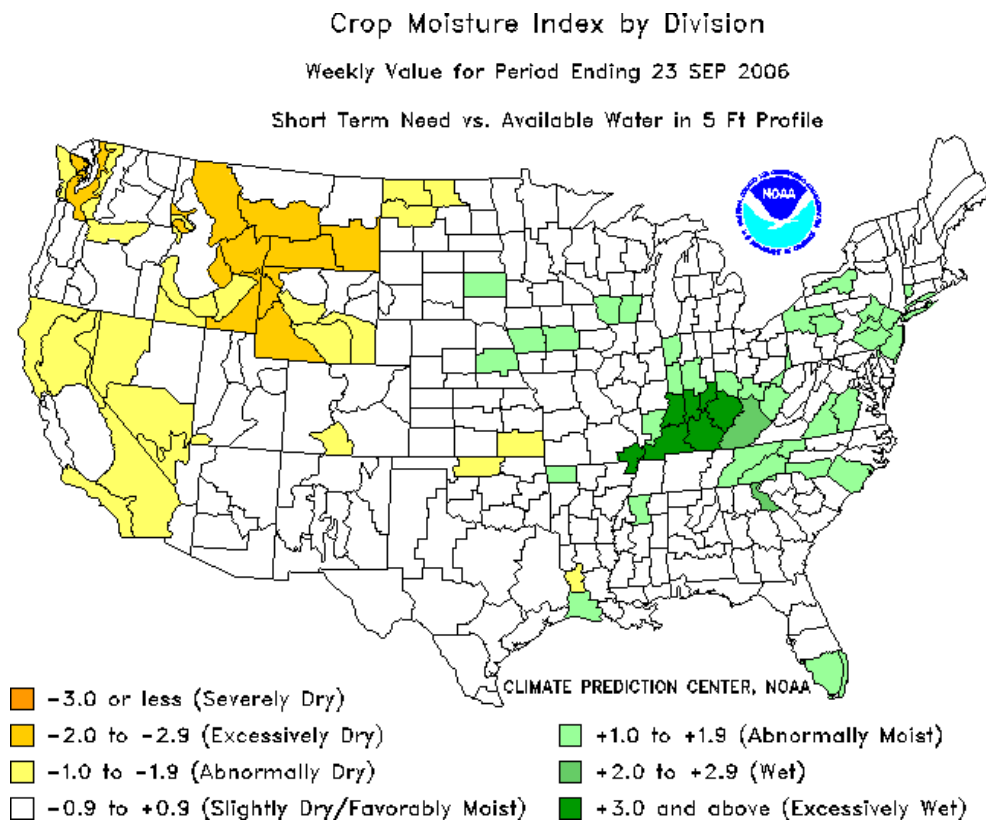 Crop Moisture Index by Division
Weekly Value for Period Ending 23 SEP 2006
Short Term Need vs. Available Water in 5 Ft Profile
NOAA
CLIMATE PREDICTION CENTER, NOAA
-3.0 or less (Severely Dry)
-2.0 to -2.9 (Excessively Dry)
-1.0 to -1.9 (Abnormally Dry)
-0.9 to +0.9 (Slightly Dry/Favorably Moist)
+1.0 to +1.9 (Abnormally Moist)
+2.0 to +2.9 (Wet)
+3.0 and above (Excessively Wet)